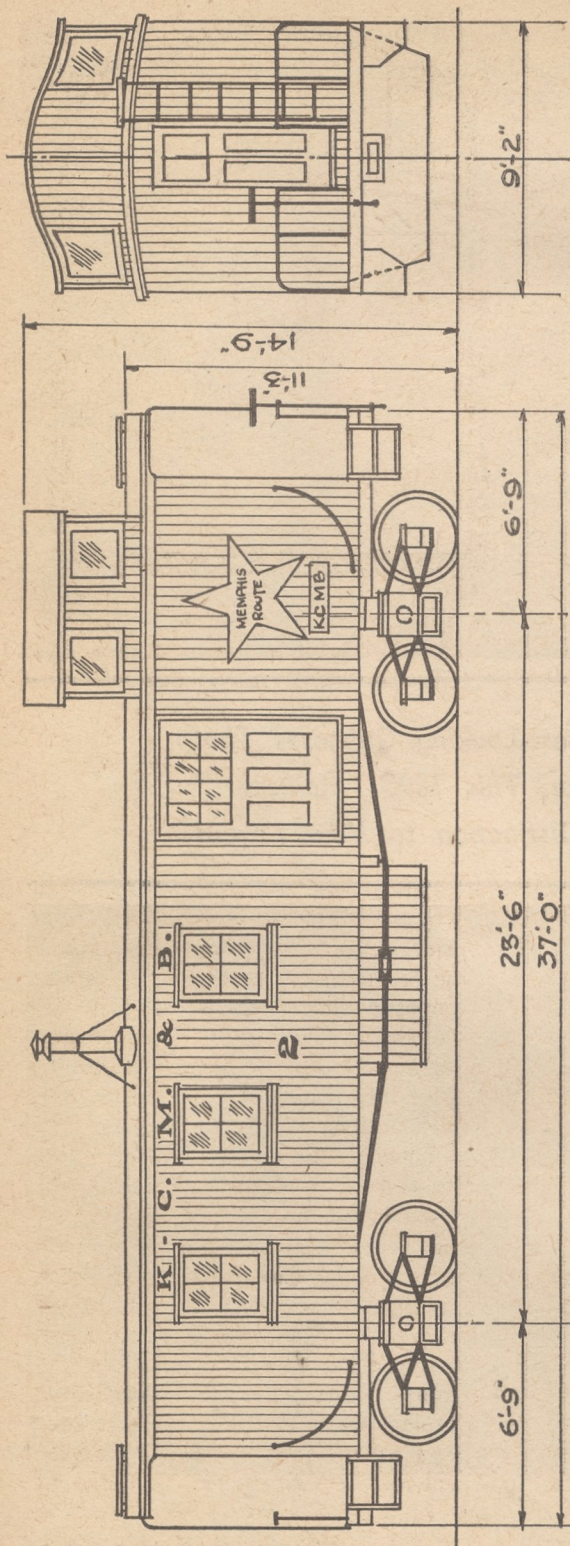 9'-2"
14'-9"
11'-3"
MEMPHIS
ROUTE
KCMB
K - C. M. & B.
2
6'-9"
23'-6"
6'-9"
37'-0"